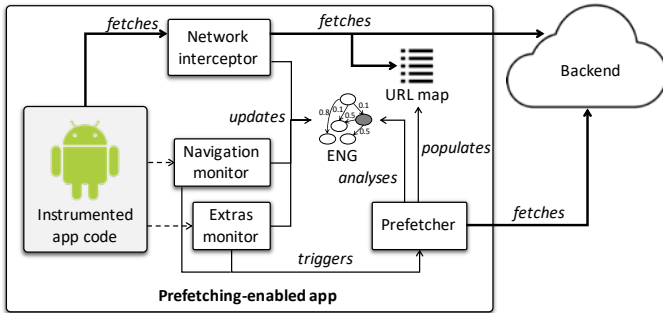 fetches
Network
interceptor
fetches
Backend
URL map
updates
0.8
0.1
0.1
0.5
0.5
ENG
Navigation
monitor
analyses
populates
Instrumented
app code
Extras
monitor
Prefetcher
fetches
triggers
Prefetching-enabled app